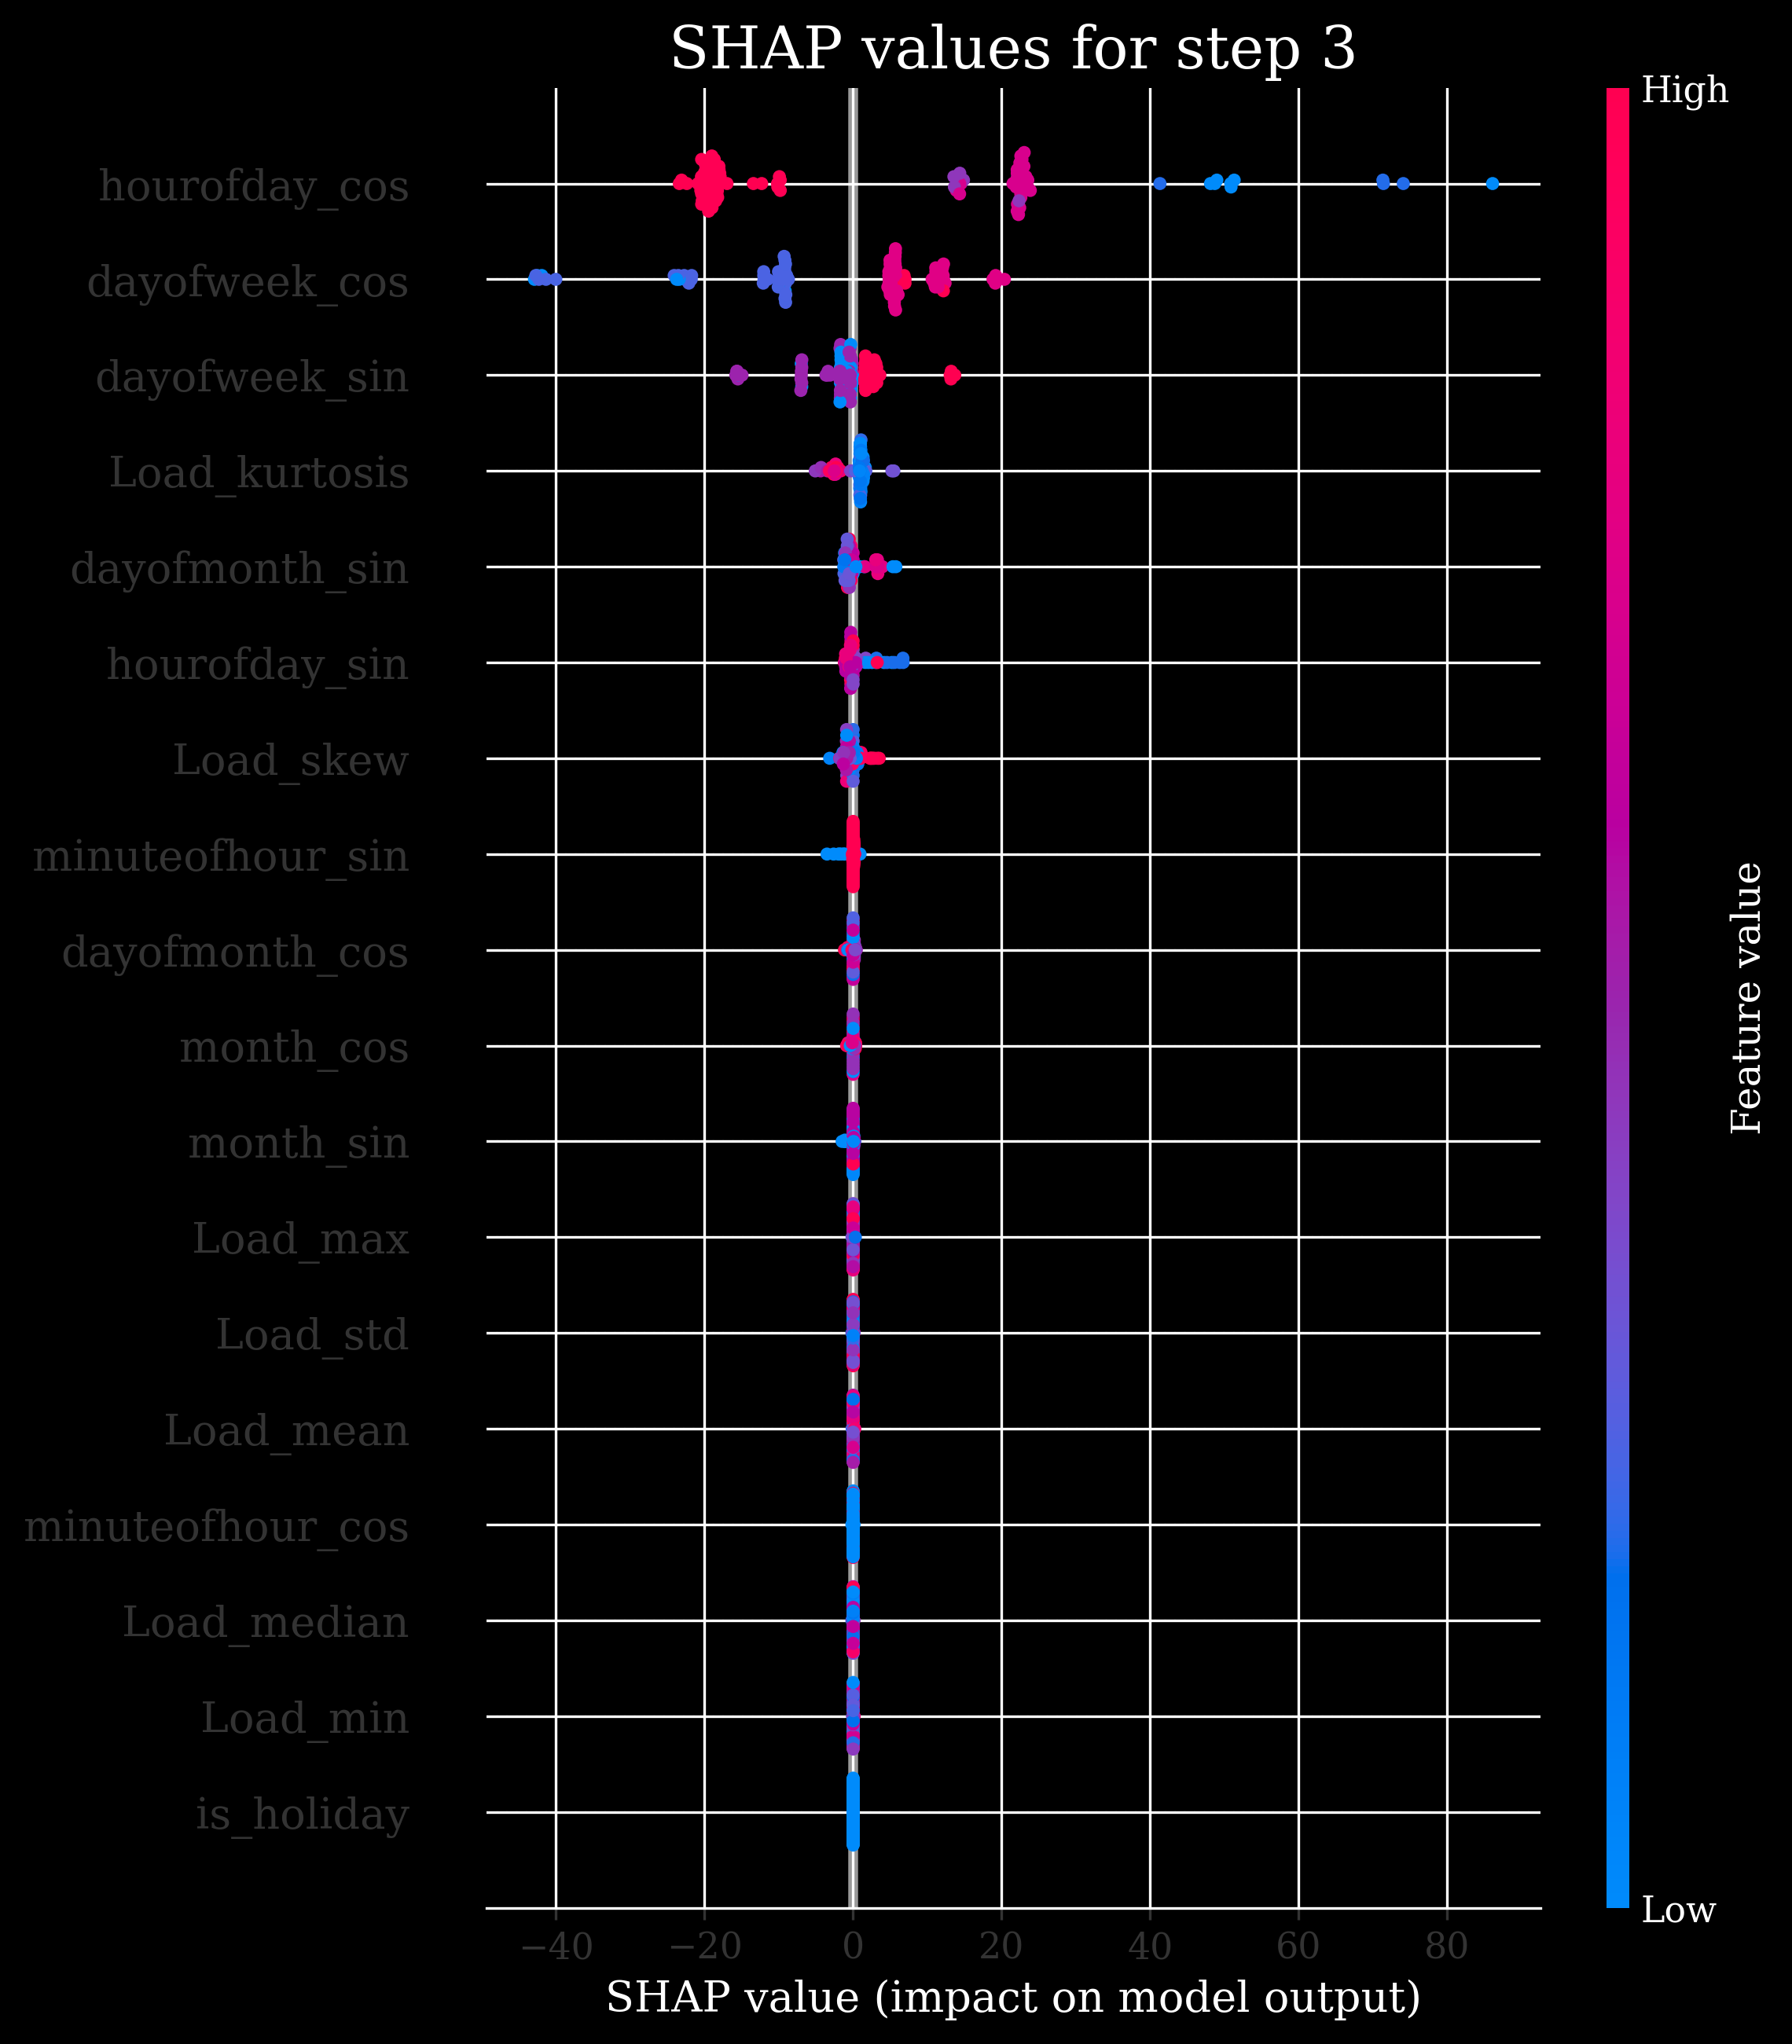 SHAP values for step 3
High
hourofday_cos
dayofweek_cos
dayofweek_sin
Load_kurtosis
dayofmonth_sin
hourofday_sin
Load_skew
minuteofhour_sin
dayofmonth_cos
month_cos
month_sin
Load_max
Load_std
Load_mean
minuteofhour_cos
Load_median
Load_min
is_holiday
Feature value
Low
−40 −20 0 20 40 60 80
SHAP value (impact on model output)